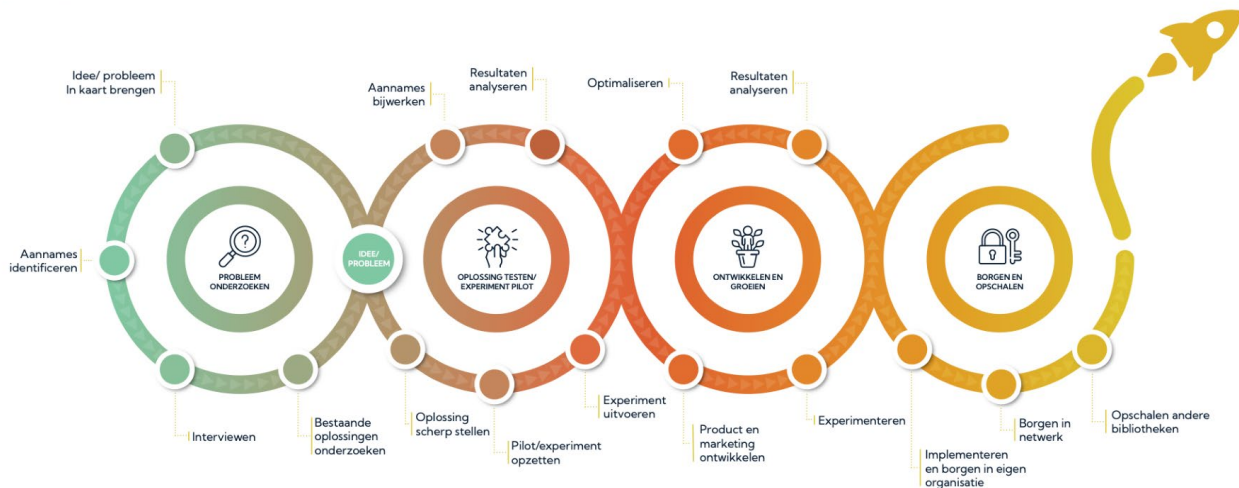 Idee/ probleem
In kaart brengen
Aannames
identificeren
Interviewen
Bestaande
oplossingen
onderzoeken
PROBLEEM
ONDERZOEKEN
IDEE/
PROBLEEM
Aannames
bijwerken
Resultaten
analyseren
OPLOSSING TESTEN/
EXPERIMENT PILOT
Oplossing
scherp stellen
Pilot/experiment
opzetten
Experiment
uitvoeren
Optimaliseren
Resultaten
analyseren
ONTWIKKELEN EN
GROEIEN
Product en
marketing
ontwikkelen
Experimenteren
BORGEN EN
OPSCHALEN
Implementeren
en borgen in eigen
organisatie
Borgen in
netwerk
Opschalen andere
bibliotheken